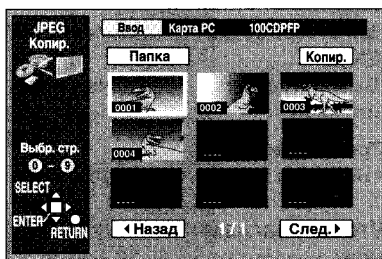 JPEG
Копир.
Ввод Карта PC 100CDPFP
Папка Копир.
0001 0002 0003
0004 ---- ----
---- ---- ----
Выбр. стр.
0 - 9
SELECT
ENTER
RETURN
Назад 1/1 След.